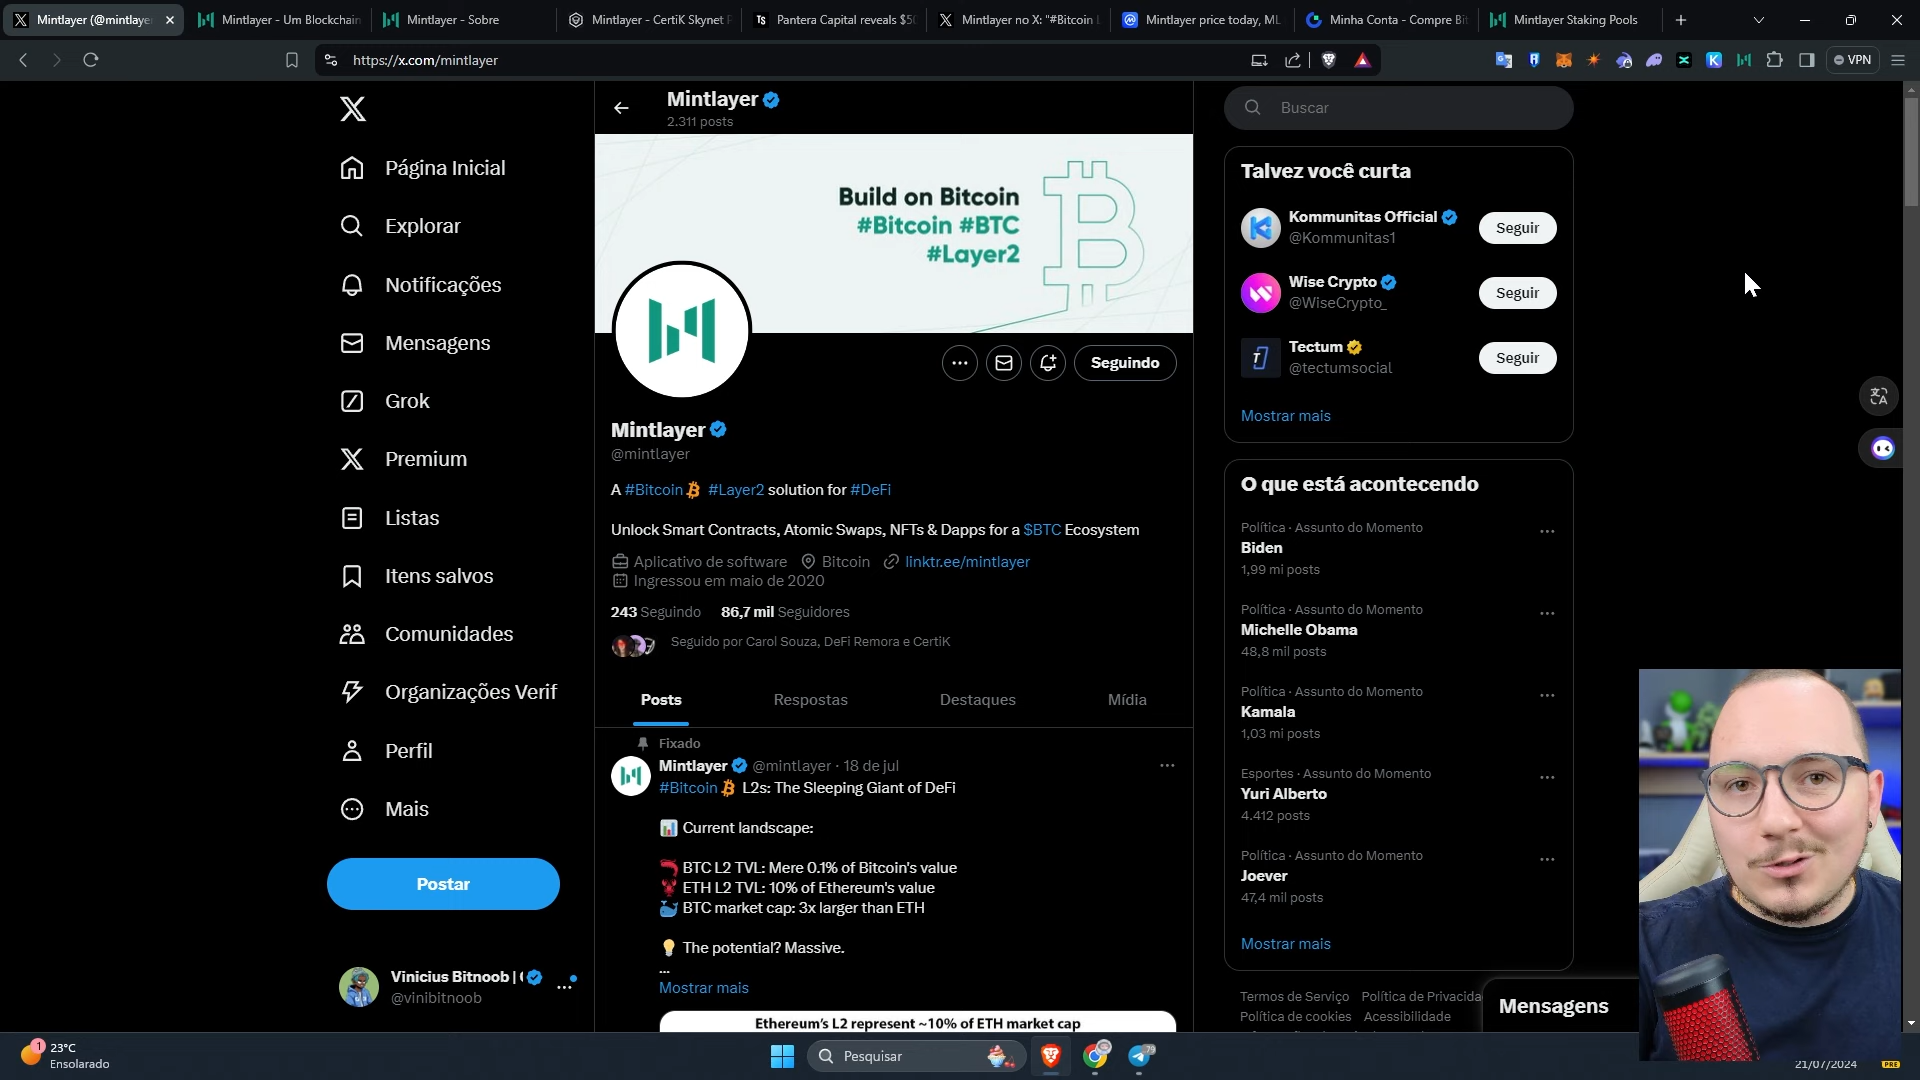 Mintlayer (@mintlaye
Mintlayer - Um Blockchain
Mintlayer - Sobre
Mintlayer - CertiK Skynet P
Pantera Capital reveals $50
Mintlayer no X: "#Bitcoin L
Mintlayer price today, ML
Minha Conta - Compre Bit
Mintlayer Staking Pools
https://x.com/mintlayer
VPN
Página Inicial
Explorar
Notificações
Mensagens
Grok
Premium
Listas
Itens salvos
Comunidades
Organizações Verif
Perfil
Mais
Postar
Vinicius Bitnoob |
@vinibitnoob
Mintlayer
2.311 posts
Build on Bitcoin
#Bitcoin #BTC
#Layer2
Seguindo
Mintlayer
@mintlayer
A #Bitcoin #Layer2 solution for #DeFi
Unlock Smart Contracts, Atomic Swaps, NFTs & Dapps for a $BTC Ecosystem
Aplicativo de software Bitcoin linktr.ee/mintlayer
Ingressou em maio de 2020
243 Seguindo 86,7 mil Seguidores
Seguido por Carol Souza, DeFi Remora e CertiK
Posts
Respostas
Destaques
Mídia
Fixado
Mintlayer @mintlayer · 18 de jul
#Bitcoin L2s: The Sleeping Giant of DeFi
Current landscape:
BTC L2 TVL: Mere 0.1% of Bitcoin's value
ETH L2 TVL: 10% of Ethereum's value
BTC market cap: 3x larger than ETH
The potential? Massive.
...
Mostrar mais
Ethereum's L2 represent ~10% of ETH market cap
Buscar
Talvez você curta
Kommunitas Official
@Kommunitas1
Seguir
Wise Crypto
@WiseCrypto_
Seguir
Tectum
@tectumsocial
Seguir
Mostrar mais
O que está acontecendo
Política · Assunto do Momento
Biden
1,99 mi posts
Política · Assunto do Momento
Michelle Obama
48,8 mil posts
Política · Assunto do Momento
Kamala
1,03 mi posts
Esportes · Assunto do Momento
Yuri Alberto
4.412 posts
Política · Assunto do Momento
Joever
47,4 mil posts
Mostrar mais
Termos de Serviço Política de Privacida
Política de cookies Acessibilidade
Mensagens
1
23°C
Ensolarado
Pesquisar
79
21/07/2024
PRE